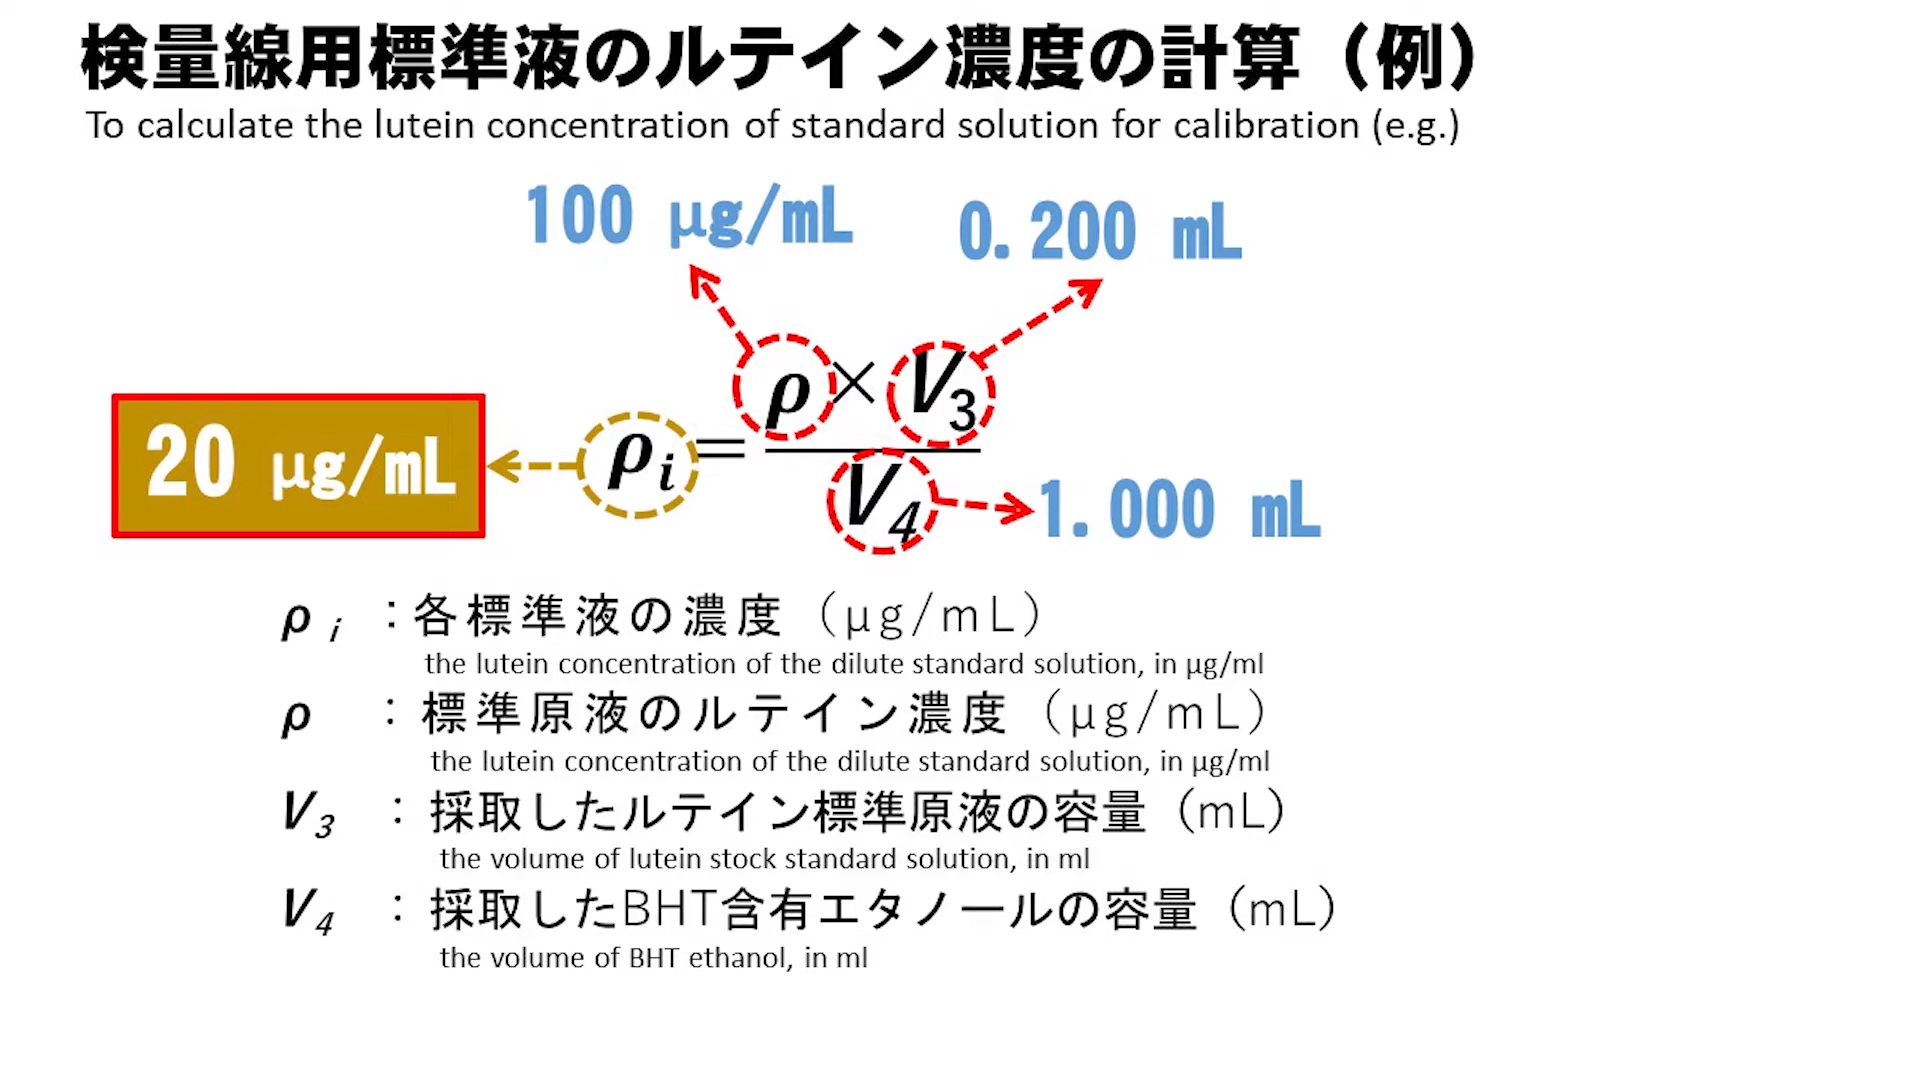 検量線用標準液のルテイン濃度の計算（例）
To calculate the lutein concentration of standard solution for calibration (e.g.)
100 μg/mL
0.200 mL
20 μg/mL
ρi = ρ × V3 / V4
1.000 mL
ρ i ：各標準液の濃度（μg/mL）
the lutein concentration of the dilute standard solution, in μg/ml
ρ ：標準原液のルテイン濃度（μg/mL）
the lutein concentration of the dilute standard solution, in μg/ml
V3 ：採取したルテイン標準原液の容量（mL）
the volume of lutein stock standard solution, in ml
V4 ：採取したBHT含有エタノールの容量（mL）
the volume of BHT ethanol, in ml